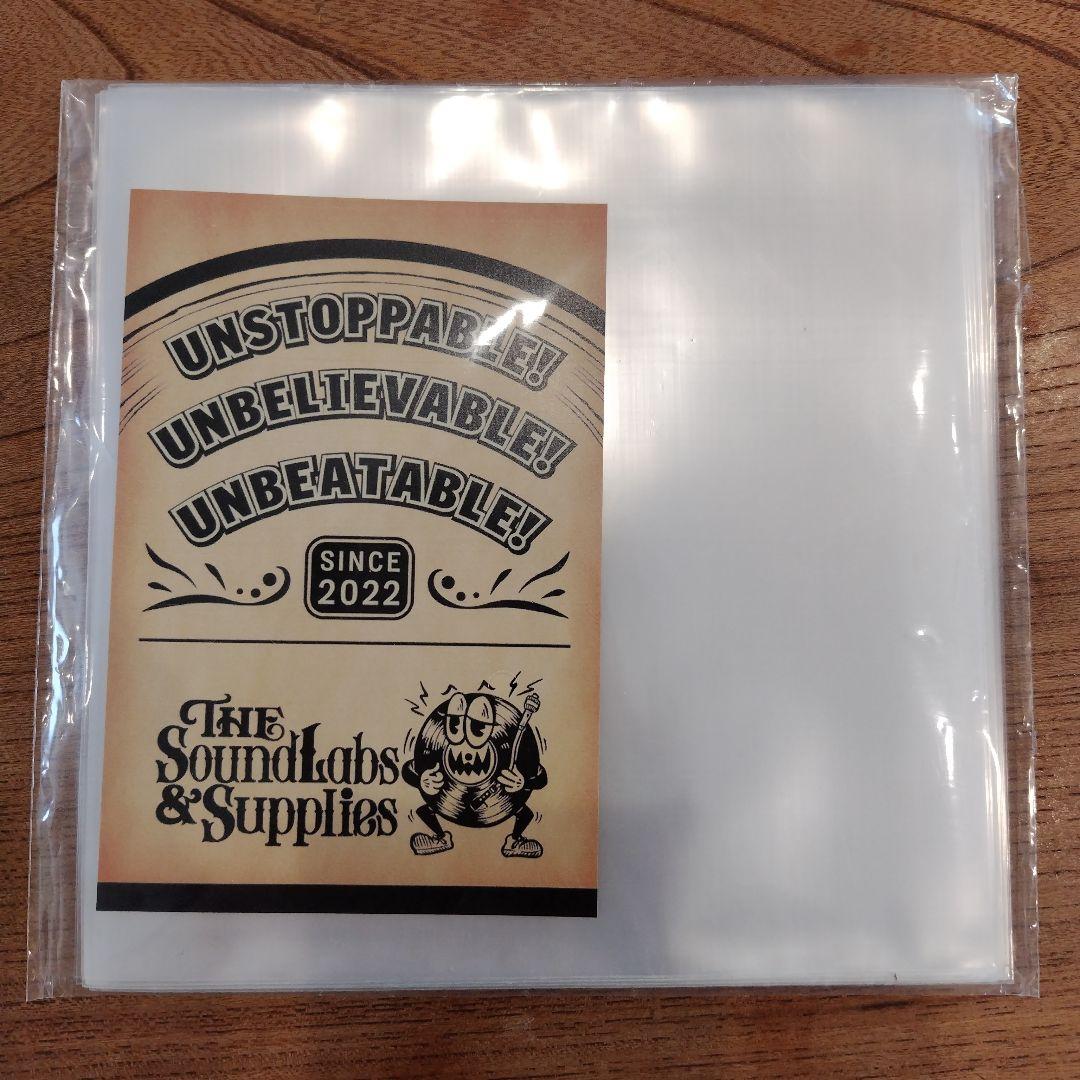 UNSTOPPABLE!
UNBELIEVABLE!
UNBEATABLE!
SINCE
2022
THE
SoundLabs
& Supplies